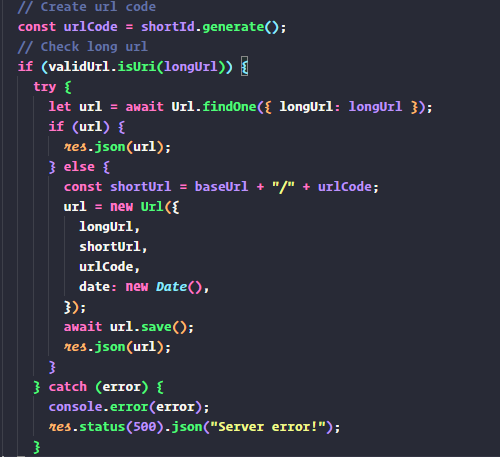 // Create url code
const urlCode = shortId.generate();
// Check long url
if (validUrl.isUri(longUrl)) {
try {
let url = await Url.findOne({ longUrl: longUrl });
if (url) {
res.json(url);
} else {
const shortUrl = baseUrl + "/" + urlCode;
url = new Url({
longUrl,
shortUrl,
urlCode,
date: new Date(),
});
await url.save();
res.json(url);
}
} catch (error) {
console.error(error);
res.status(500).json("Server error!");
}